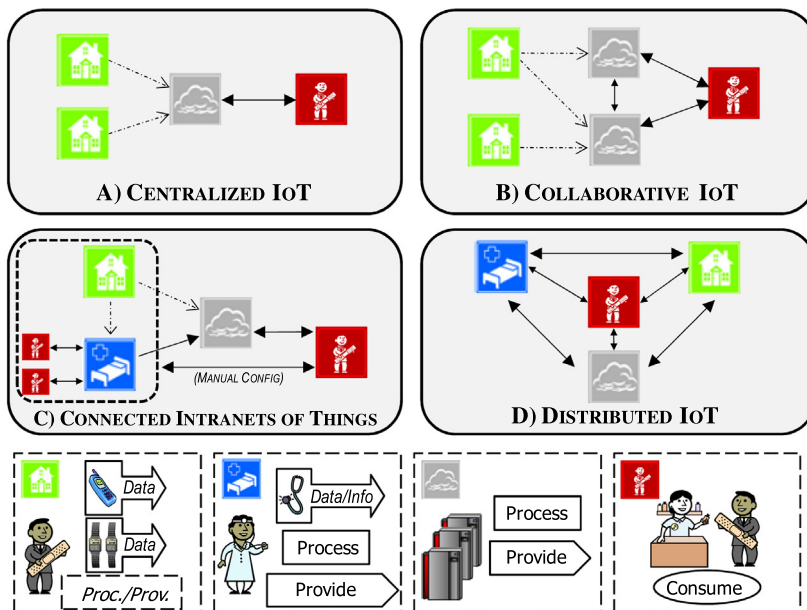 A) CENTRALIZED IOT
B) COLLABORATIVE IOT
(MANUAL CONFIG)
C) CONNECTED INTRANETS OF THINGS
D) DISTRIBUTED IOT
Data
Data
Proc./Prov.
Data/Info
Process
Provide
Process
Provide
Consume